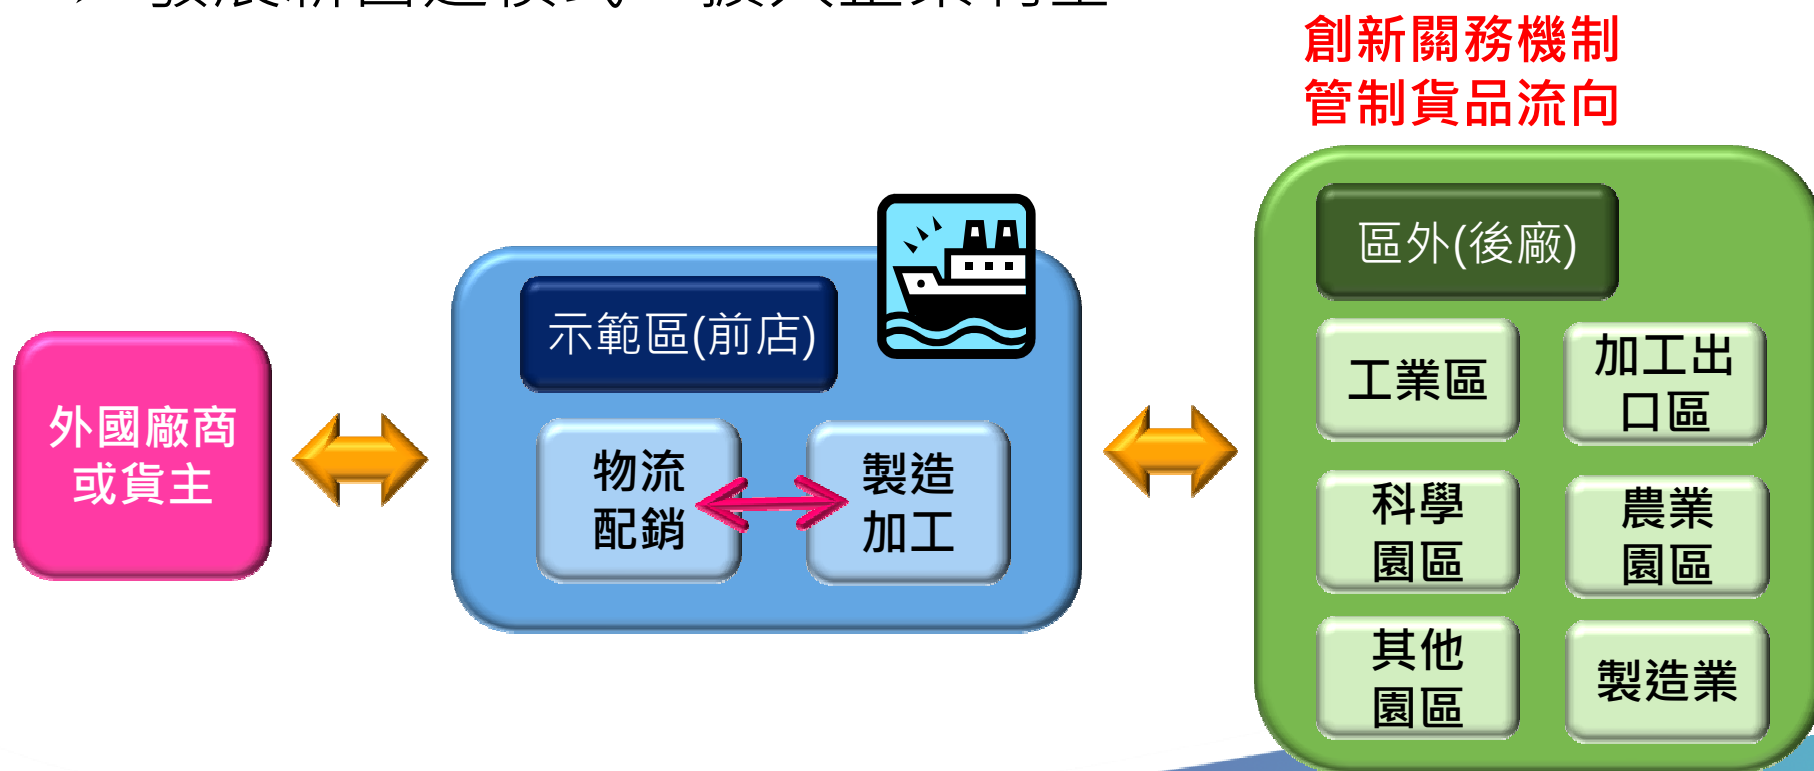 創新關務機制
管制貨品流向
外國廠商
或貨主
示範區(前店)
物流
配銷
製造
加工
區外(後廠)
工業區
加工出
口區
科學
園區
農業
園區
其他
園區
製造業